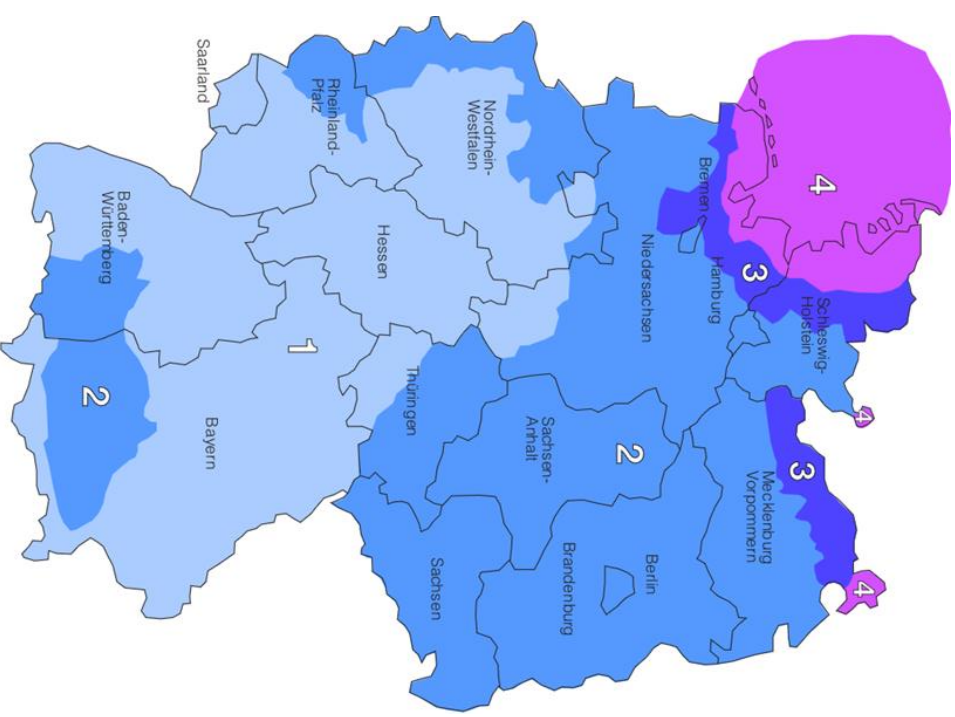 4
3
Schleswig-
Holstein
4
3
4
Mecklenburg
Vorpommern
Hamburg
Bremen
Niedersachsen
2
Berlin
Sachsen-
Anhalt
Brandenburg
Nordrhein-
Westfalen
Hessen
Thüringen
Sachsen
Rheinland-
Pfalz
Saarland
1
Baden-
Württemberg
Bayern
2